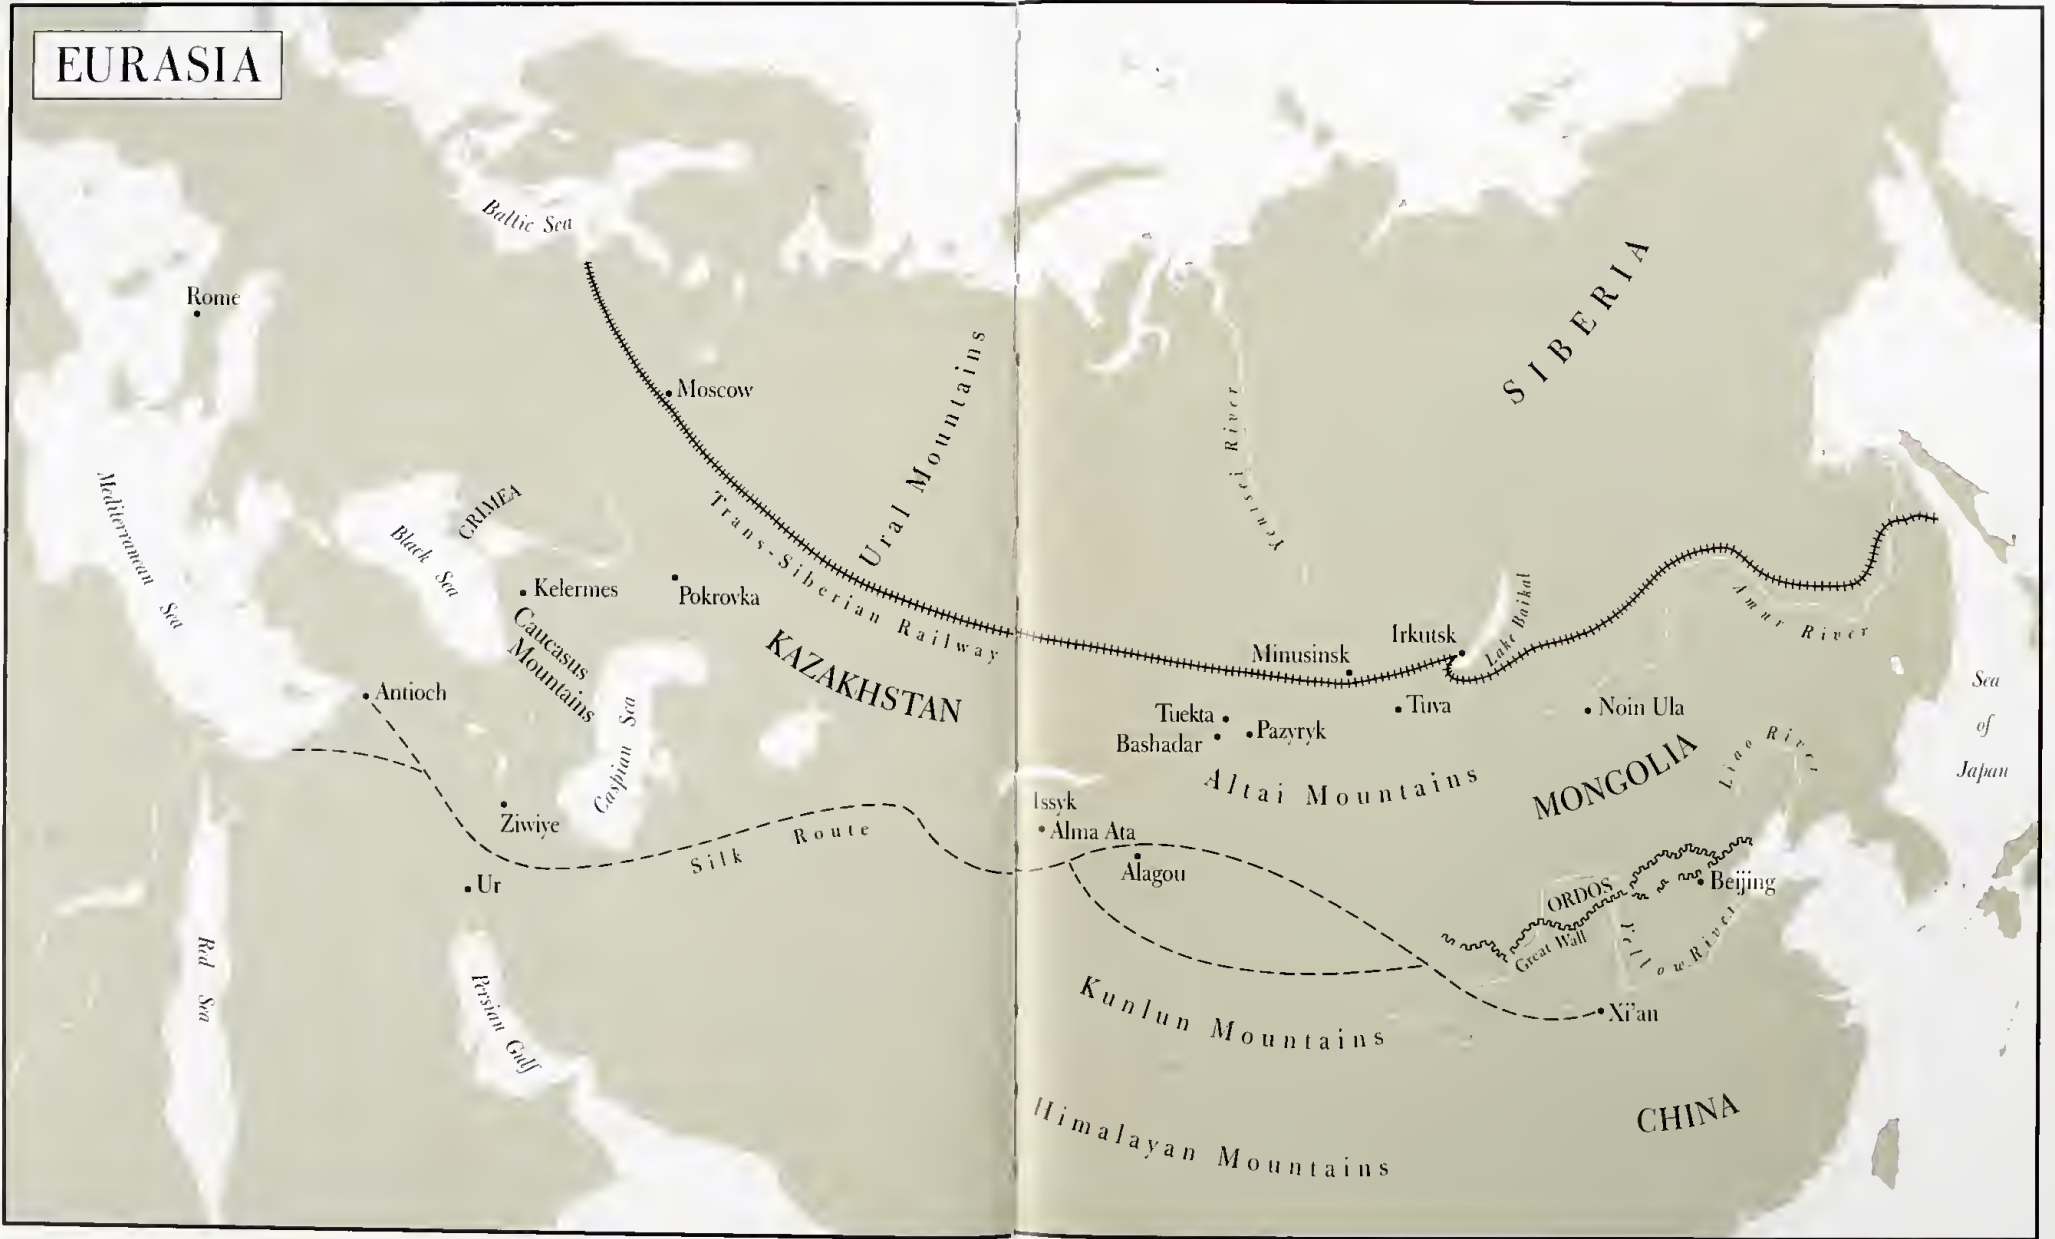 EURASIA
Baltic Sea
Rome
Moscow
Ural Mountains
Yenisei River
SIBERIA
Mediterranean Sea
Black Sea
CRIMEA
Kelermes
Pokrovka
Caucasus
Mountains
Trans-Siberian Railway
KAZAKHSTAN
Caspian Sea
Antioch
Ziwiye
Ur
Silk Route
Red Sea
Persian Gulf
Minusinsk
Irkutsk
Lake Baikal
Amur River
Tuekta
Bashadar
Pazyryk
Tuva
Noin Ula
Altai Mountains
MONGOLIA
Liao River
Sea
of
Japan
Issyk
Alma Ata
Alagou
ORDOS
Great Wall
Beijing
Yellow River
Xi'an
Kunlun Mountains
Himalayan Mountains
CHINA